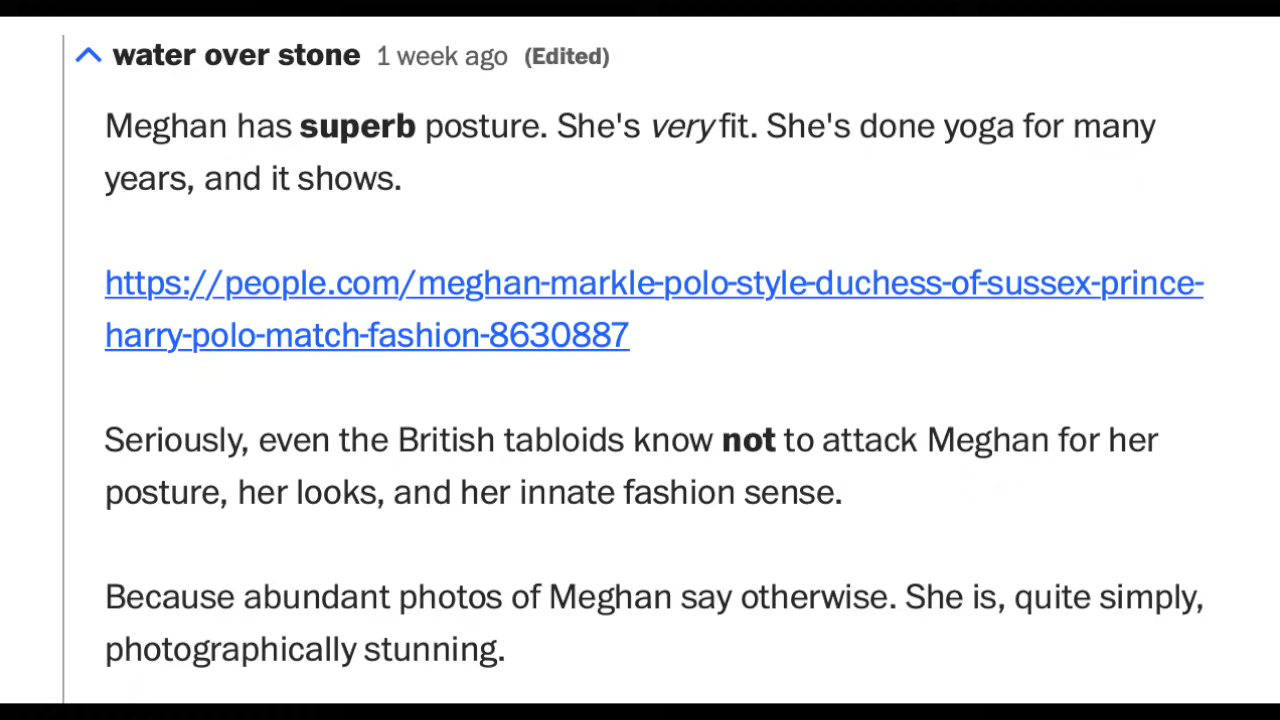 water over stone 1 week ago (Edited)
Meghan has superb posture. She's very fit. She's done yoga for many
years, and it shows.
https://people.com/meghan-markle-polo-style-duchess-of-sussex-prince-
harry-polo-match-fashion-8630887
Seriously, even the British tabloids know not to attack Meghan for her
posture, her looks, and her innate fashion sense.
Because abundant photos of Meghan say otherwise. She is, quite simply,
photographically stunning.